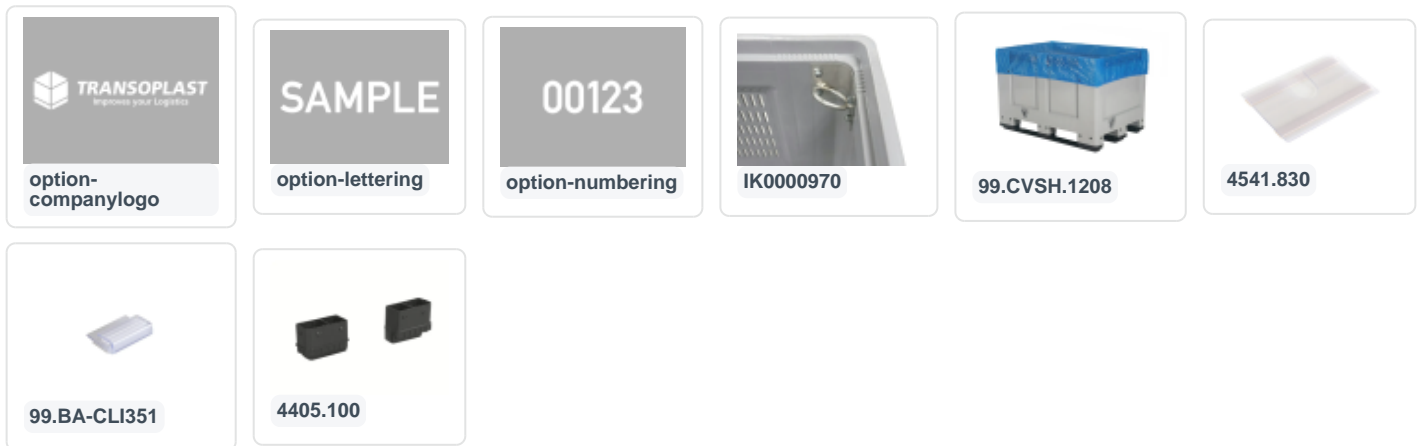 TRANSOPLAST
Improves your Logistics
option-
companylogo
SAMPLE
option-lettering
00123
option-numbering
IK0000970
99.CVSH.1208
4541.830
99.BA-CLI351
4405.100